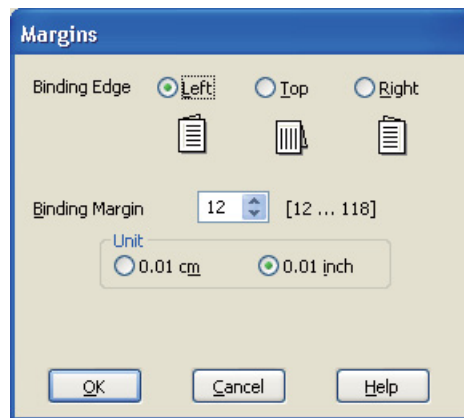 Margins
Binding Edge Left Top Right
Binding Margin 12 [12 ... 118]
Unit
0.01 cm 0.01 inch
OK Cancel Help